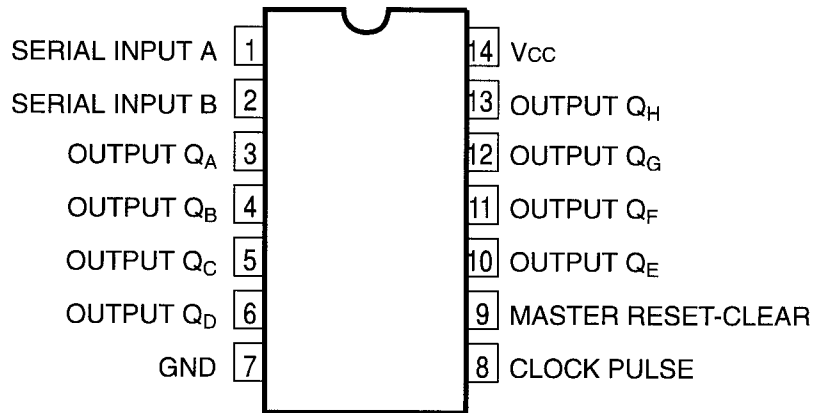 SERIAL INPUT A 1
SERIAL INPUT B 2
OUTPUT QA 3
OUTPUT QB 4
OUTPUT QC 5
OUTPUT QD 6
GND 7
14 Vcc
13 OUTPUT QH
12 OUTPUT QG
11 OUTPUT QF
10 OUTPUT QE
9 MASTER RESET-CLEAR
8 CLOCK PULSE